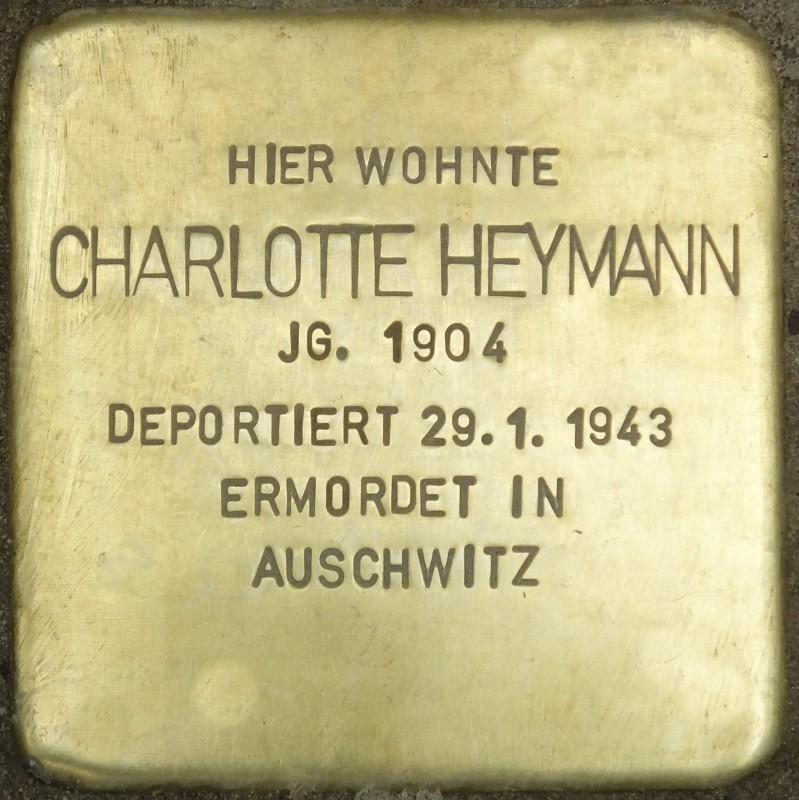 HIER WOHNTE
CHARLOTTE HEYMANN
JG. 1904
DEPORTIERT 29.1. 1943
ERMORDET IN
AUSCHWITZ